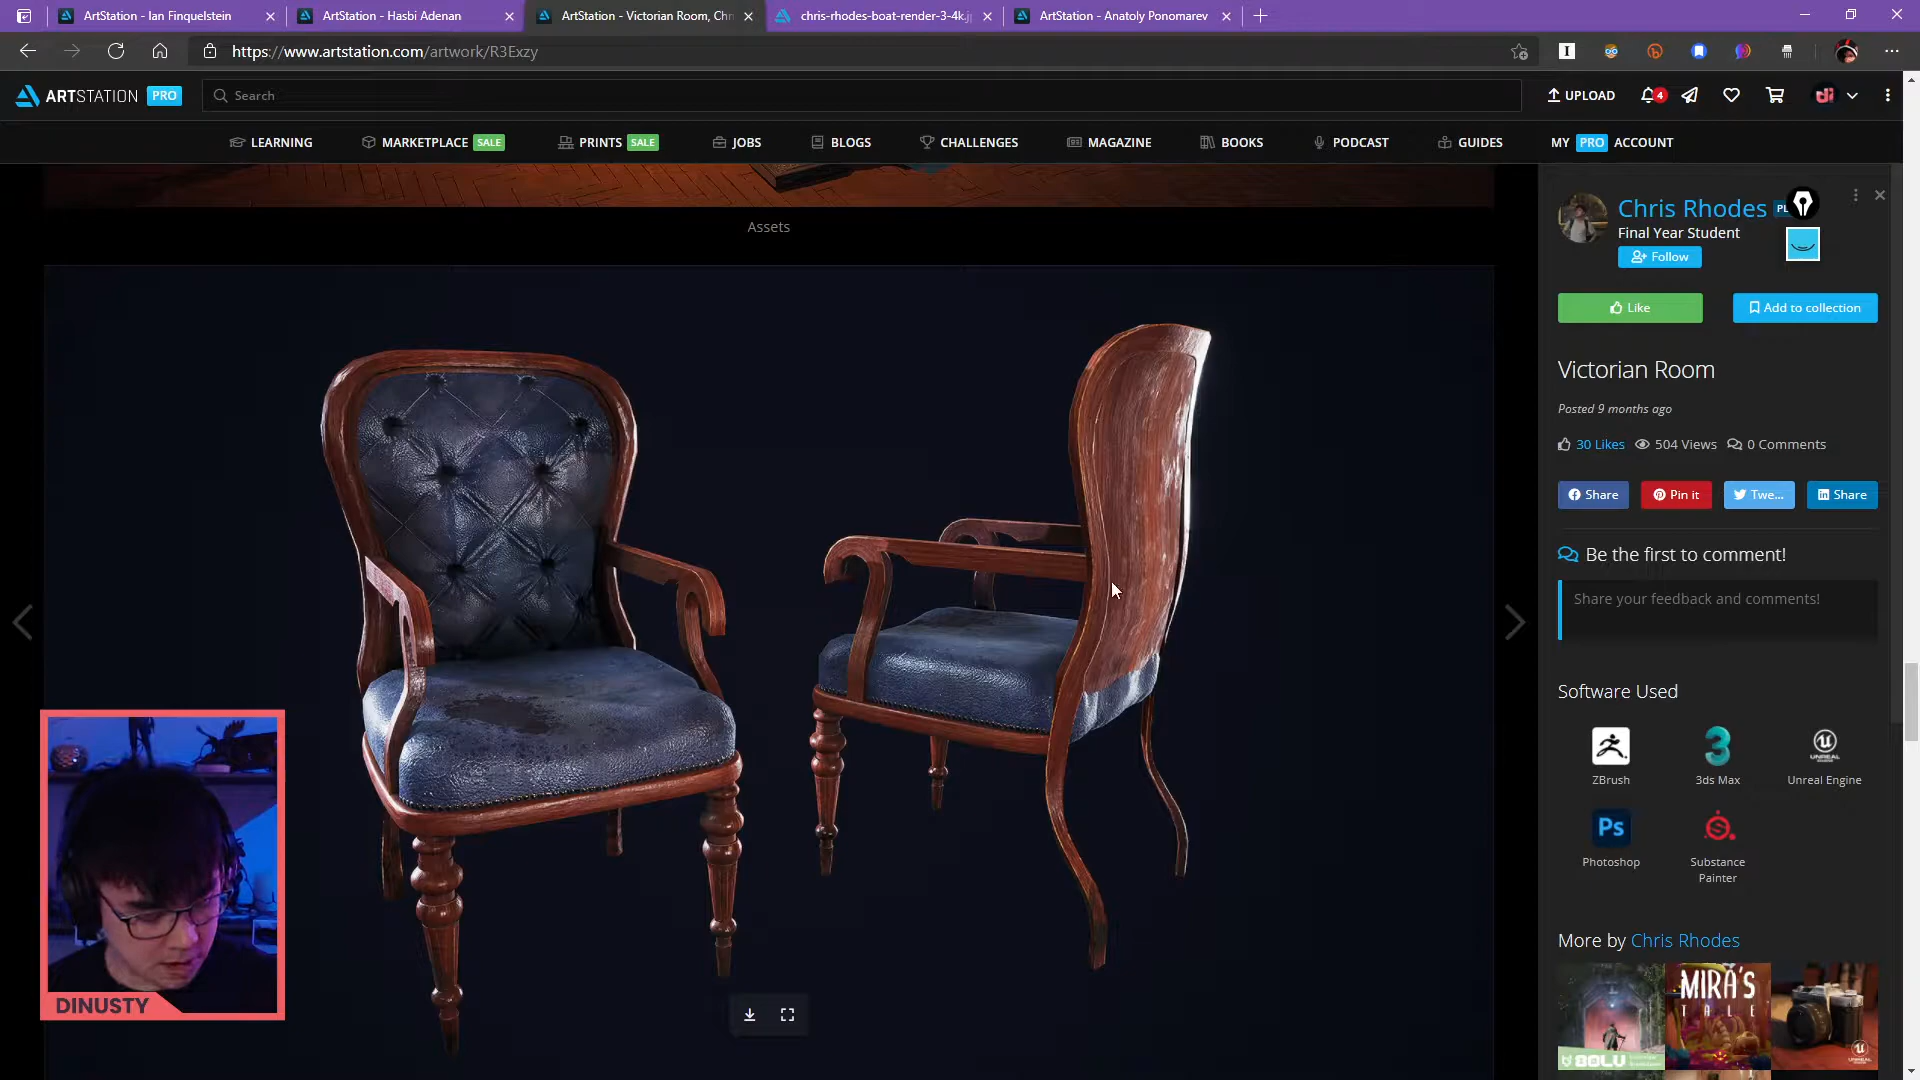 ArtStation - Ian Finquelstein
ArtStation - Hasbi Adenan
ArtStation - Victorian Room, Chr
chris-rhodes-boat-render-3-4k.j
ArtStation - Anatoly Ponomarev
https://www.artstation.com/artwork/R3Exzy
ARTSTATION PRO
Search
UPLOAD
4
LEARNING
MARKETPLACE SALE
PRINTS SALE
JOBS
BLOGS
CHALLENGES
MAGAZINE
BOOKS
PODCAST
GUIDES
MY PRO ACCOUNT
Assets
Chris Rhodes
Final Year Student
Follow
Like
Add to collection
Victorian Room
Posted 9 months ago
30 Likes 504 Views 0 Comments
Share
Pin it
Twe...
Share
Be the first to comment!
Share your feedback and comments!
Software Used
ZBrush
3ds Max
UNREAL
Unreal Engine
Ps
Photoshop
Substance
Painter
More by Chris Rhodes
MIRA'S
TALE
DINUSTY